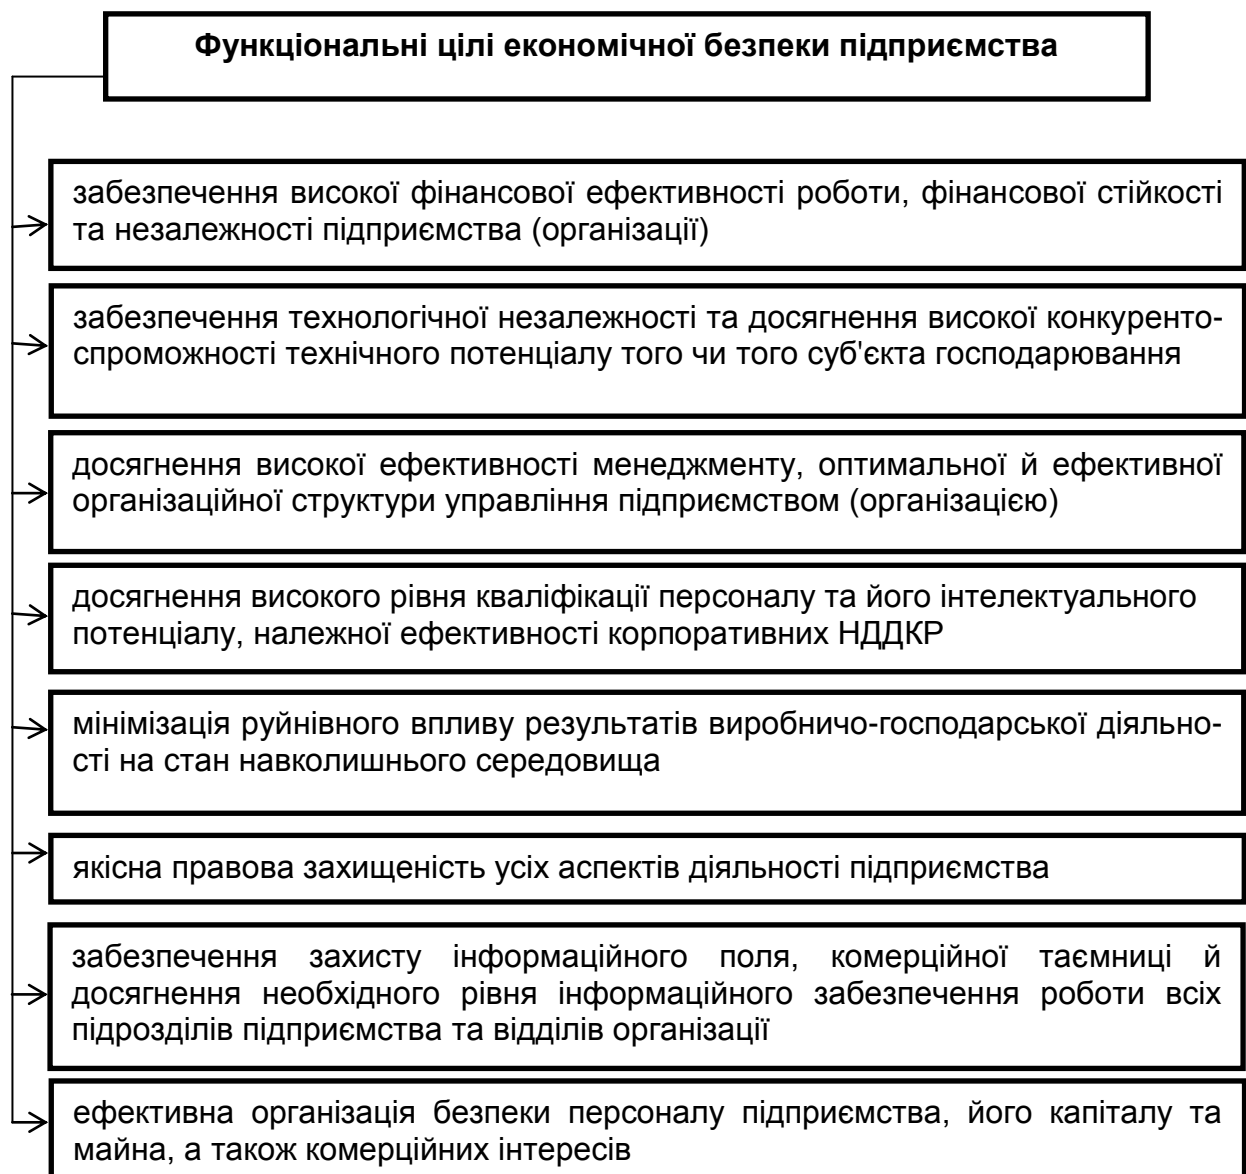 Функціональні цілі економічної безпеки підприємства
забезпечення високої фінансової ефективності роботи, фінансової стійкості
та незалежності підприємства (організації)
забезпечення технологічної незалежності та досягнення високої конкуренто-
спроможності технічного потенціалу того чи того суб'єкта господарювання
досягнення високої ефективності менеджменту, оптимальної й ефективної
організаційної структури управління підприємством (організацією)
досягнення високого рівня кваліфікації персоналу та його інтелектуального
потенціалу, належної ефективності корпоративних НДДКР
мінімізація руйнівного впливу результатів виробничо-господарської діяльно-
сті на стан навколишнього середовища
якісна правова захищеність усіх аспектів діяльності підприємства
забезпечення захисту інформаційного поля, комерційної таємниці й
досягнення необхідного рівня інформаційного забезпечення роботи всіх
підрозділів підприємства та відділів організації
ефективна організація безпеки персоналу підприємства, його капіталу та
майна, а також комерційних інтересів